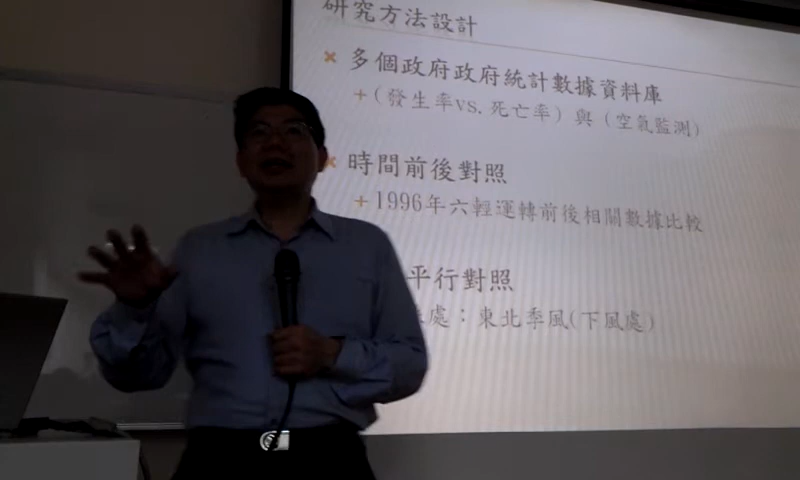 研究方法設計
多個政府政府統計數據資料庫
+(發生率vs.死亡率)與(空氣監測)
時間前後對照
+1996年六輕運轉前後相關數據比較
平行對照
處:東北季風(下風處)